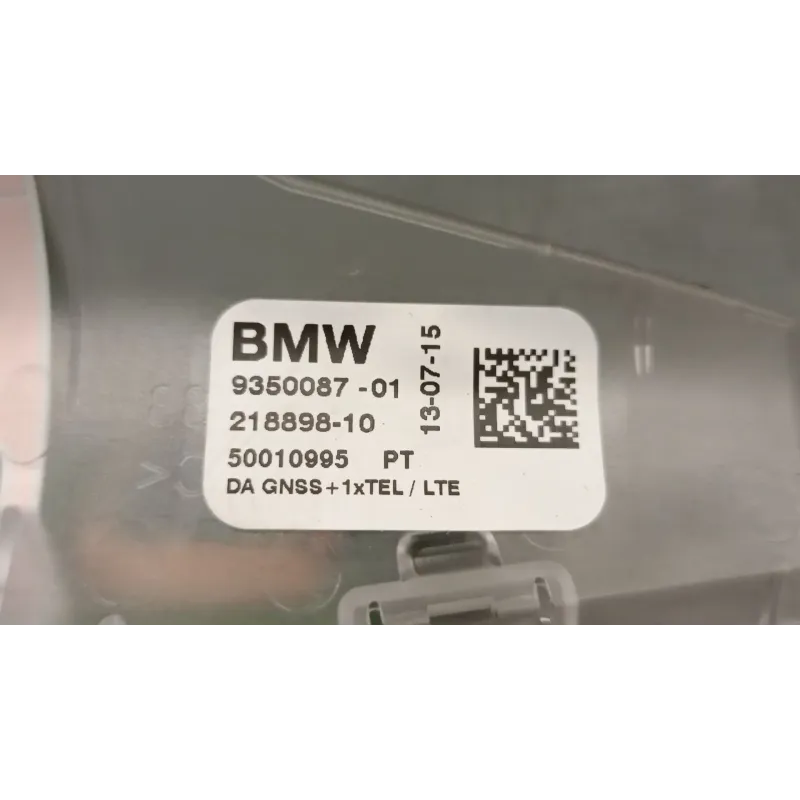 BMW
9350087-01
218898-10
50010995 PT
DA GNSS+1xTEL / LTE
13-07-15